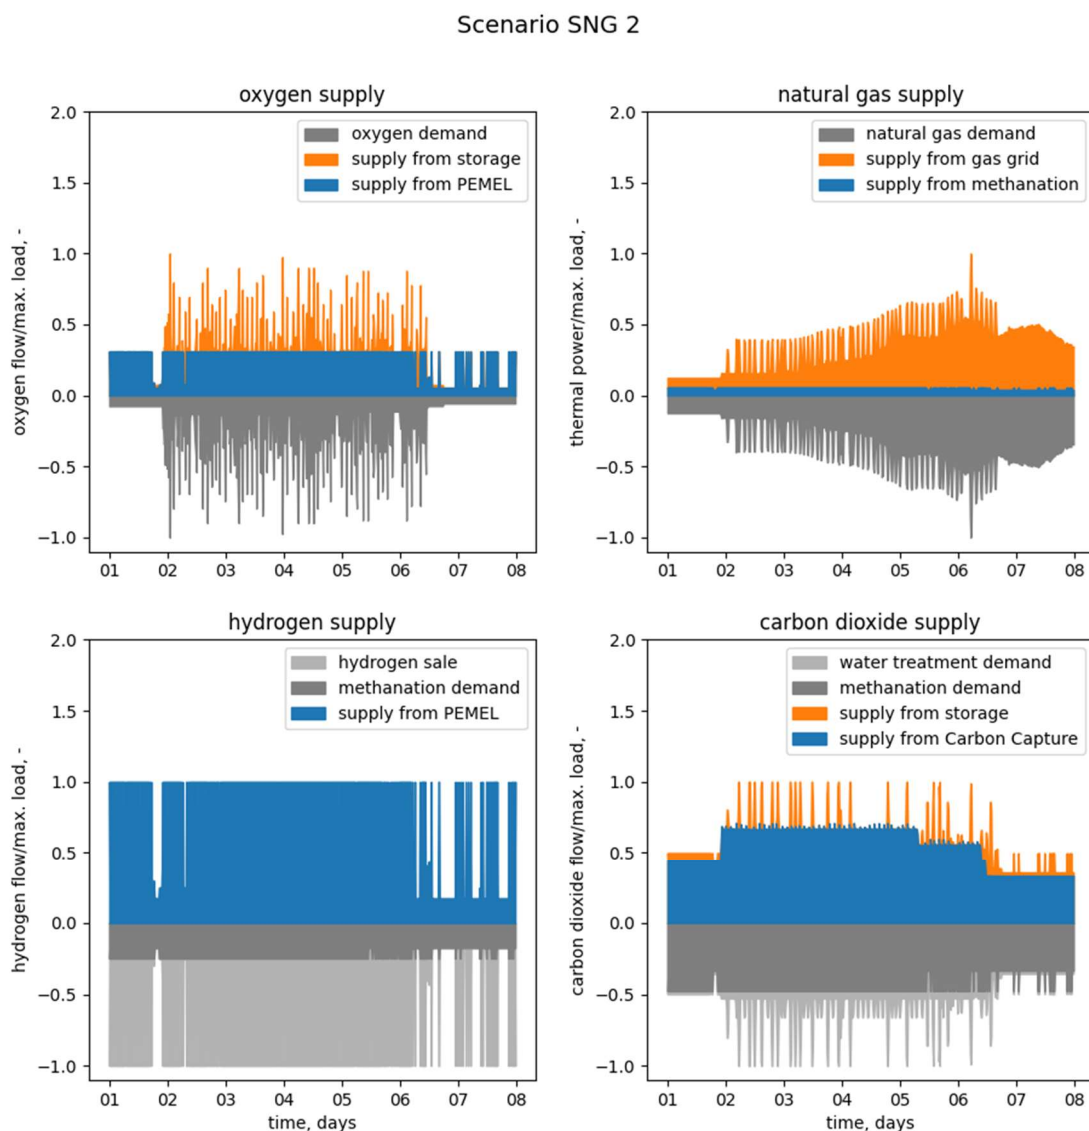 Scenario SNG 2
oxygen supply
oxygen demand
supply from storage
supply from PEMEL
oxygen flow/max. load, -
2.0
1.5
1.0
0.5
0.0
−0.5
−1.0
01 02 03 04 05 06 07 08
natural gas supply
natural gas demand
supply from gas grid
supply from methanation
thermal power/max. load, -
2.0
1.5
1.0
0.5
0.0
−0.5
−1.0
01 02 03 04 05 06 07 08
hydrogen supply
hydrogen sale
methanation demand
supply from PEMEL
hydrogen flow/max. load, -
2.0
1.5
1.0
0.5
0.0
−0.5
−1.0
01 02 03 04 05 06 07 08
time, days
carbon dioxide supply
water treatment demand
methanation demand
supply from storage
supply from Carbon Capture
carbon dioxide flow/max. load, -
2.0
1.5
1.0
0.5
0.0
−0.5
−1.0
01 02 03 04 05 06 07 08
time, days